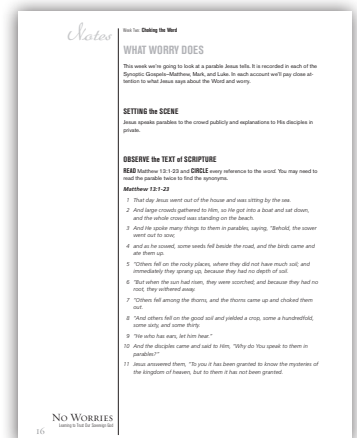 Notes
Week Two: Choking the Word
WHAT WORRY DOES
This week we're going to look at a parable Jesus tells. It is recorded in each of the
Synoptic Gospels–Matthew, Mark, and Luke. In each account we'll pay close at-
tention to what Jesus says about the Word and worry.
SETTING the SCENE
Jesus speaks parables to the crowd publicly and explanations to His disciples in
private.
OBSERVE the TEXT of SCRIPTURE
READ Matthew 13:1-23 and CIRCLE every reference to the word. You may need to
read the parable twice to find the synonyms.
Matthew 13:1-23
1 That day Jesus went out of the house and was sitting by the sea.
2 And large crowds gathered to Him, so He got into a boat and sat down,
and the whole crowd was standing on the beach.
3 And He spoke many things to them in parables, saying, "Behold, the sower
went out to sow;
4 and as he sowed, some seeds fell beside the road, and the birds came and
ate them up.
5 "Others fell on the rocky places, where they did not have much soil; and
immediately they sprang up, because they had no depth of soil.
6 "But when the sun had risen, they were scorched; and because they had no
root, they withered away.
7 "Others fell among the thorns, and the thorns came up and choked them
out.
8 "And others fell on the good soil and yielded a crop, some a hundredfold,
some sixty, and some thirty.
9 "He who has ears, let him hear."
10 And the disciples came and said to Him, "Why do You speak to them in
parables?"
11 Jesus answered them, "To you it has been granted to know the mysteries of
the kingdom of heaven, but to them it has not been granted.
NO WORRIES
Learning to Trust Our Sovereign God
16